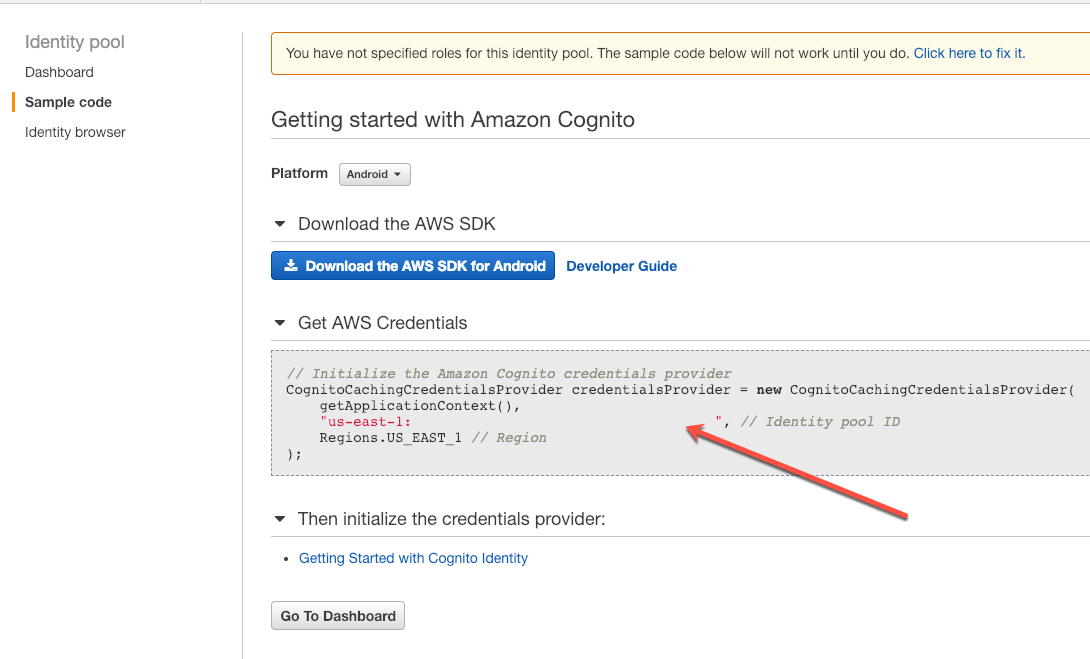 Identity pool
Dashboard
Sample code
Identity browser
You have not specified roles for this identity pool. The sample code below will not work until you do. Click here to fix it.
Getting started with Amazon Cognito
Platform Android
Download the AWS SDK
Download the AWS SDK for Android Developer Guide
Get AWS Credentials
// Initialize the Amazon Cognito credentials provider
CognitoCachingCredentialsProvider credentialsProvider = new CognitoCachingCredentialsProvider(
getApplicationContext(),
"us-east-1: ", // Identity pool ID
Regions.US_EAST_1 // Region
);
Then initialize the credentials provider:
Getting Started with Cognito Identity
Go To Dashboard